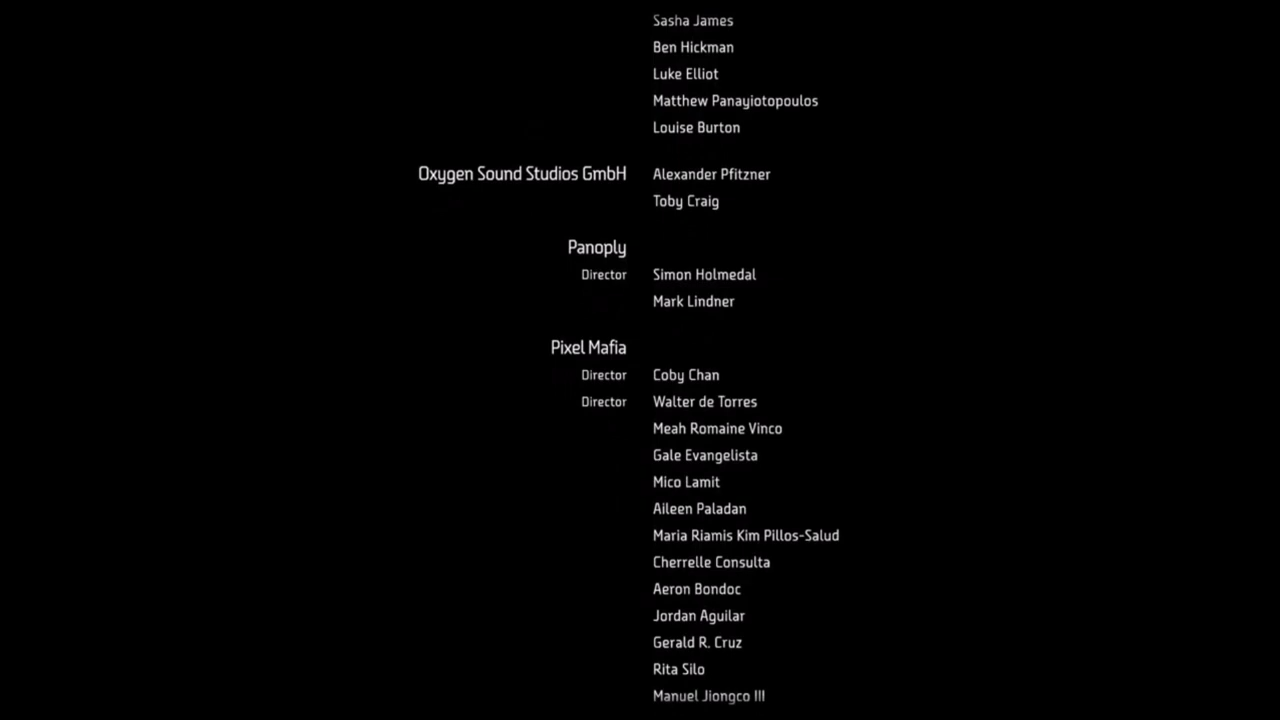 Sasha James
Ben Hickman
Luke Elliot
Matthew Panayiotopoulos
Louise Burton
Oxygen Sound Studios GmbH Alexander Pfitzner
Toby Craig
Panoply
Director Simon Holmedal
Mark Lindner
Pixel Mafia
Director Coby Chan
Director Walter de Torres
Meah Romaine Vinco
Gale Evangelista
Mico Lamit
Aileen Paladan
Maria Riamis Kim Pillos-Salud
Cherrelle Consulta
Aeron Bondoc
Jordan Aguilar
Gerald R. Cruz
Rita Silo
Manuel Jiongco III